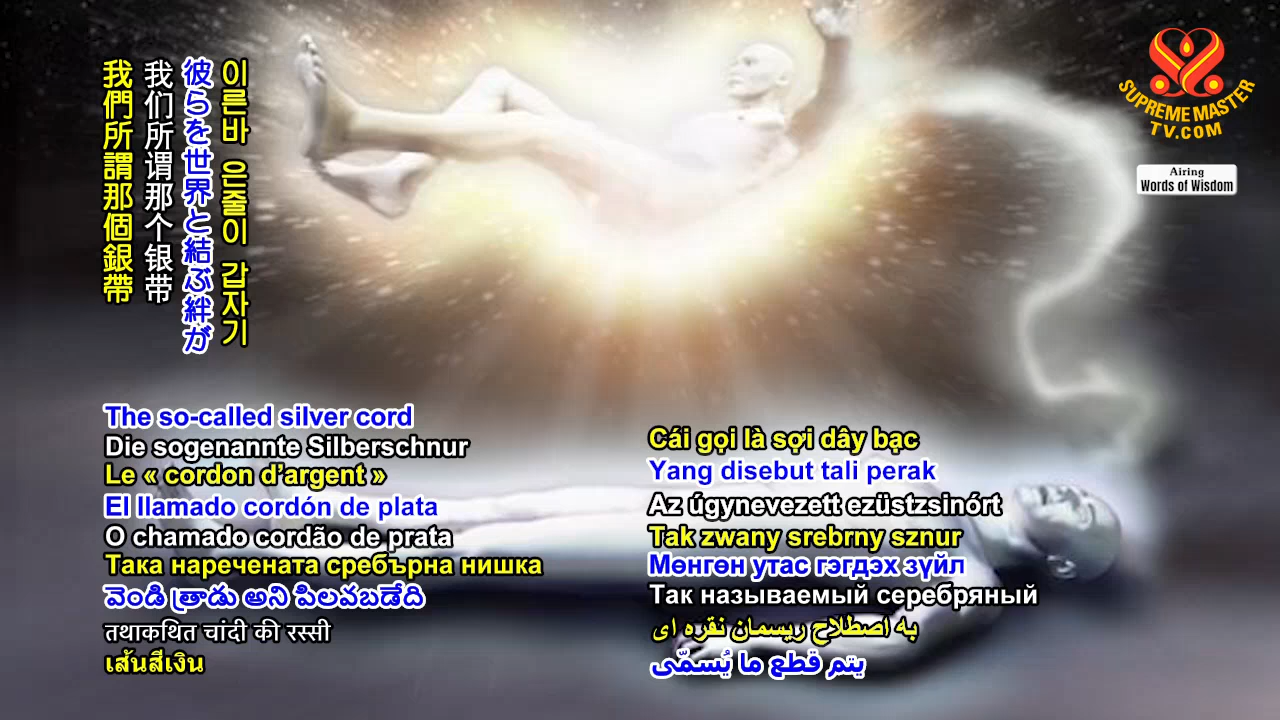 我們所謂那個銀帶
我们所谓那个银带
彼らを世界と結ぶ絆が
이른바 은줄이 갑자기
SUPREME MASTER
TV.COM
Airing
Words of Wisdom
The so-called silver cord
Die sogenannte Silberschnur
Le « cordon d’argent »
El llamado cordón de plata
O chamado cordão de prata
Така наречената сребърна нишка
వెండి త్రాడు అని పిలవబడేది
तथाकथित चांदी की रस्सी
เส้นสีเงิน
Cái gọi là sợi dây bạc
Yang disebut tali perak
Az úgynevezett ezüstzsinórt
Tak zwany srebrny sznur
Мөнгөн утас гэгдэх зүйл
Так называемый серебряный
به اصطلاح ریسمان نقره ای
يتم قطع ما يُسمّى